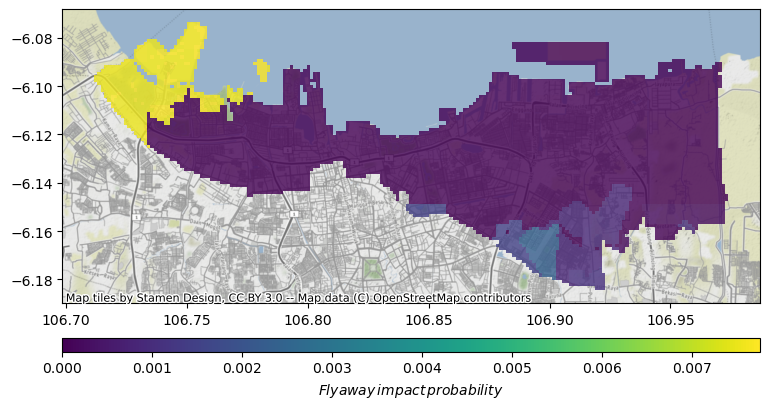 −6.08
−6.10
−6.12
−6.14
−6.16
−6.18
Map tiles by Stamen Design, CC BY 3.0 -- Map data (C) OpenStreetMap contributors
106.70 106.75 106.80 106.85 106.90 106.95
0.000 0.001 0.002 0.003 0.004 0.005 0.006 0.007
Flyaway impact probability